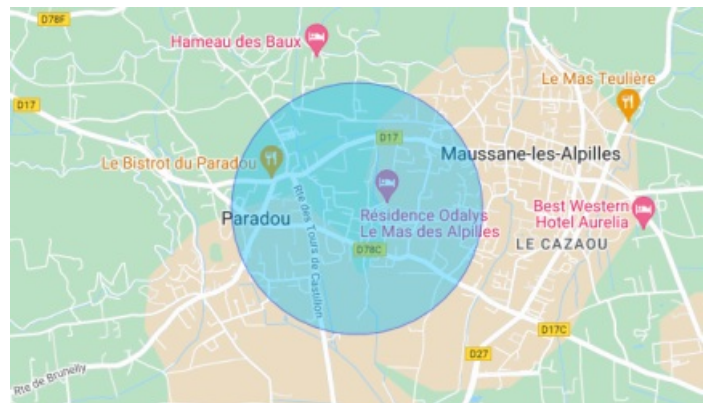 D78F
Hameau des Baux
Le Mas Teulière
D17
D17
Le Bistrot du Paradou
Maussane-les-Alpilles
Rte des Tours de Castillon
Paradou
Résidence Odalys
Le Mas des Alpilles
Best Western
Hotel Aurelia
LE CAZAOU
D78C
D17C
D27
Rte de Brunelly